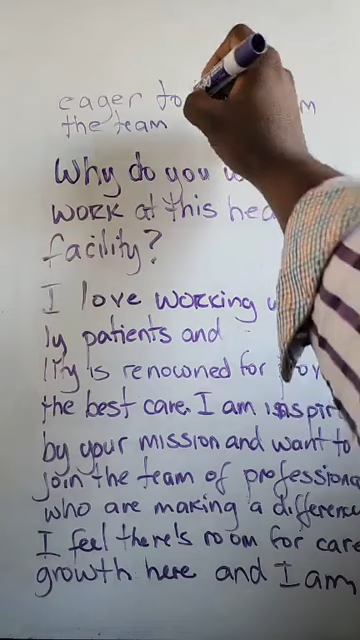 eager to
the team
Why do you
work at this
facility?
I love working
ly patients and
lity is renowned for
the best care. I am inspir
by your mission and want to
join the team of professiona
who are making a difference
I feel there's room for care
growth here and I am